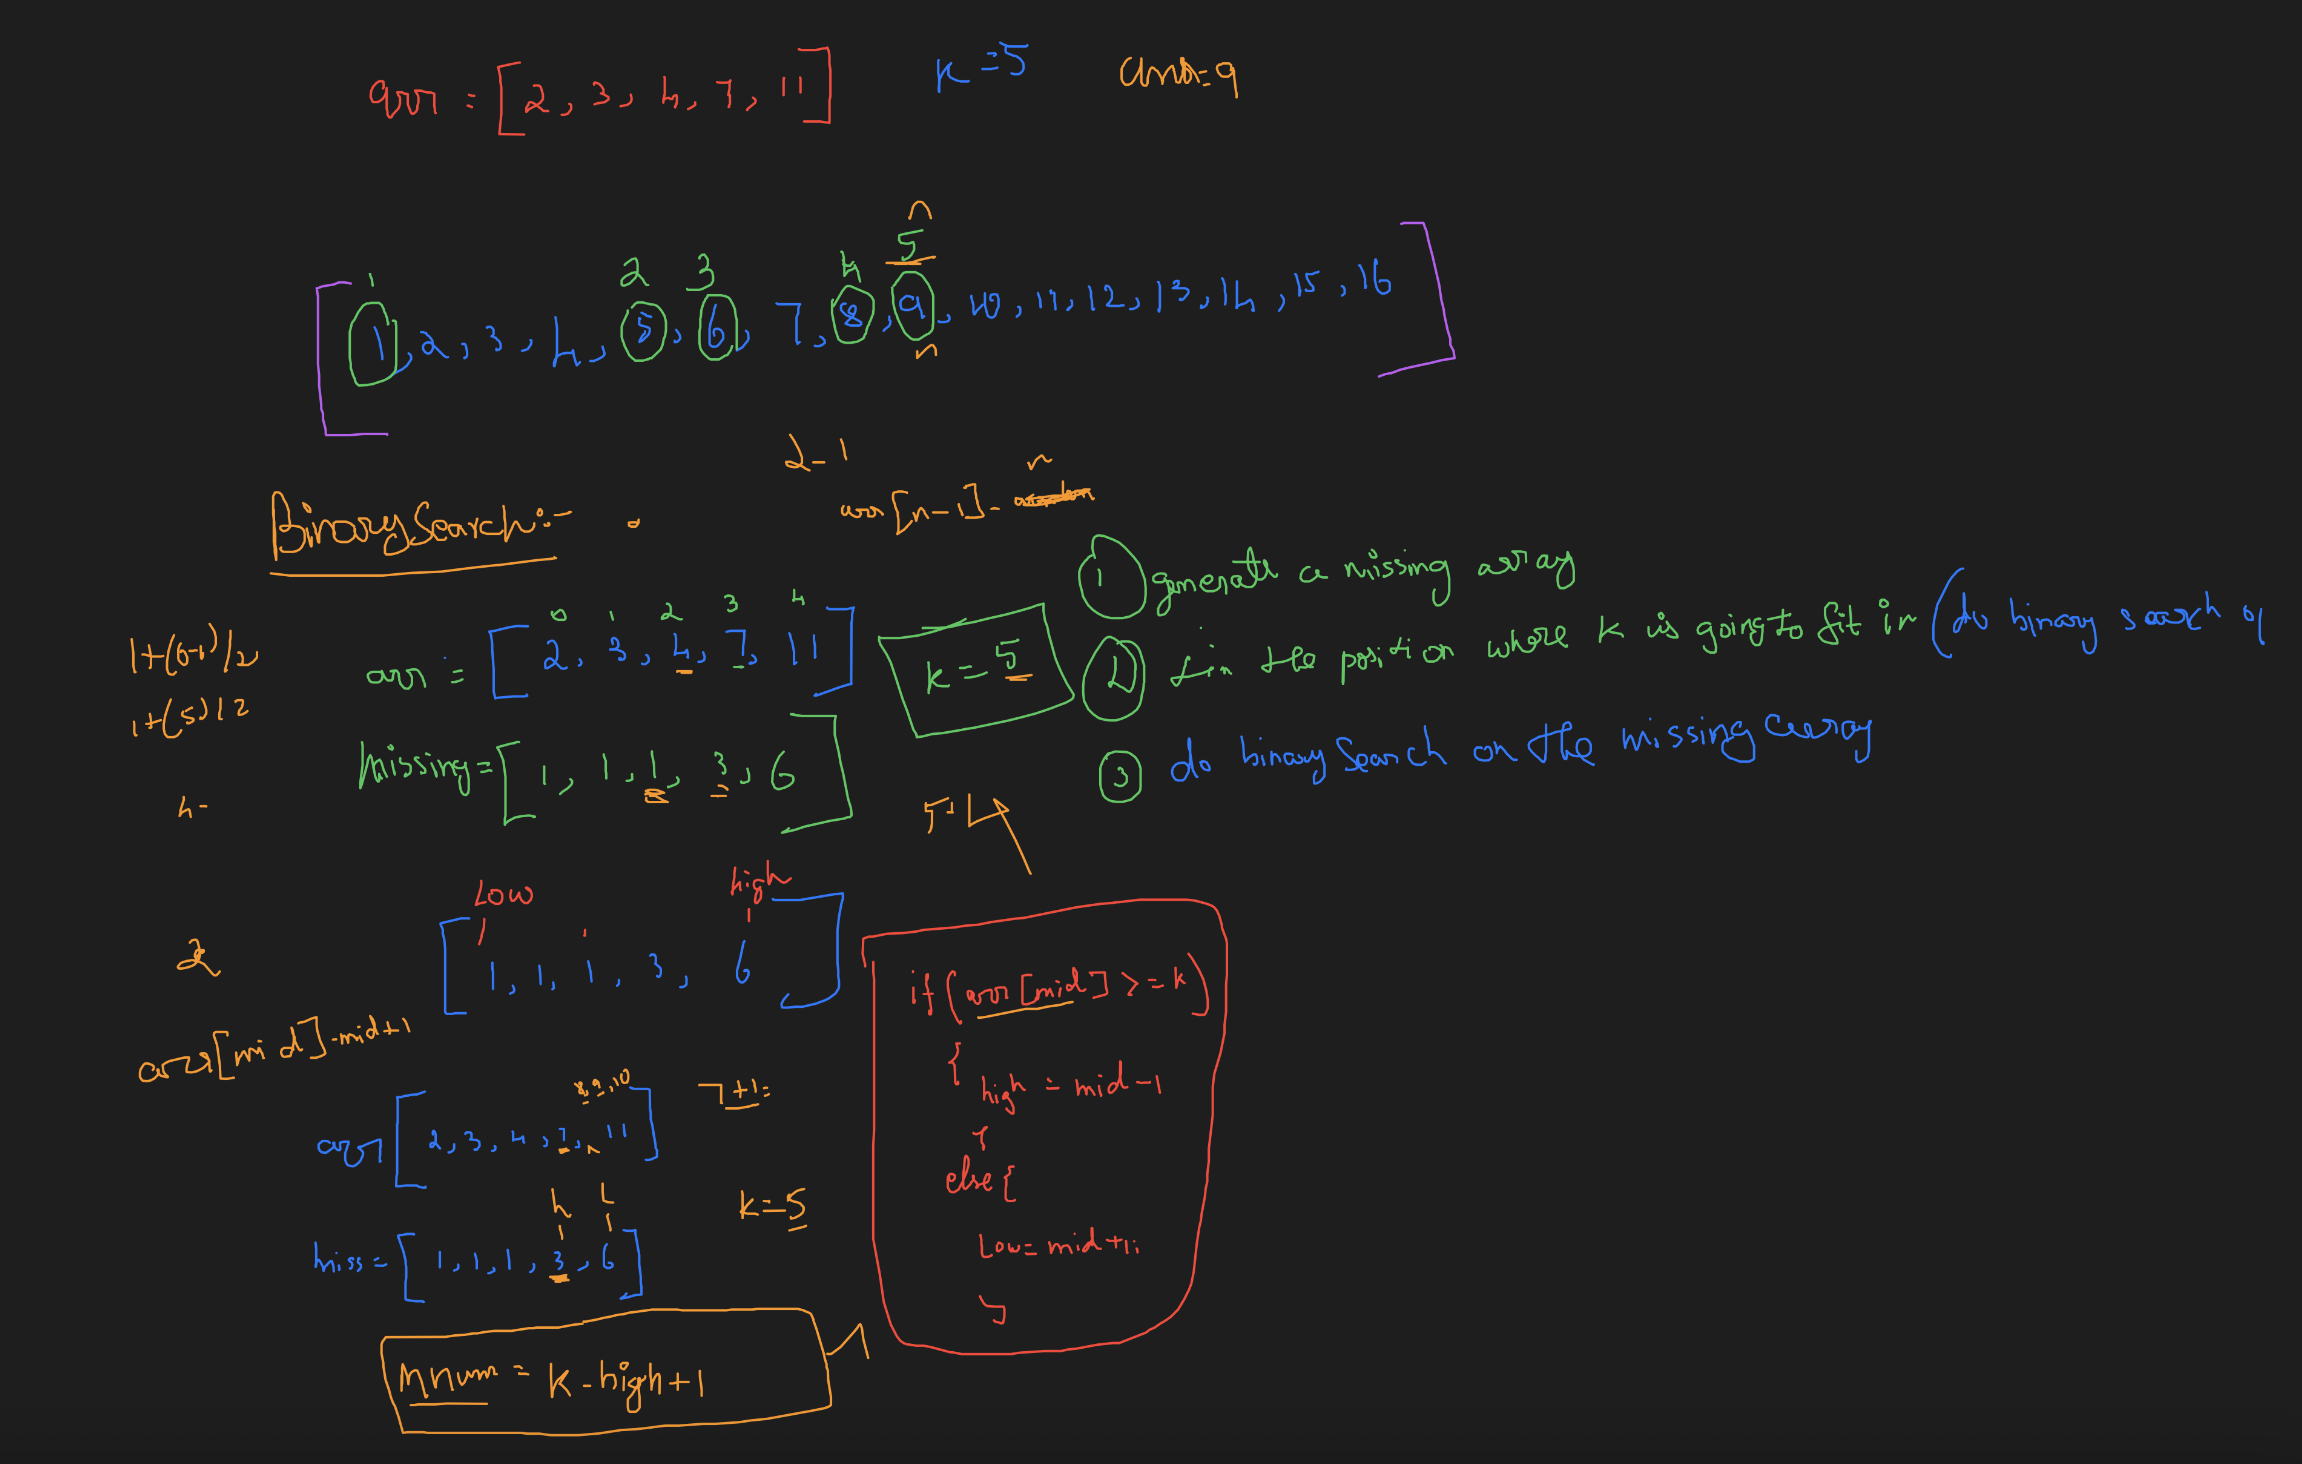 arr = [2, 3, 4, 7, 11] k=5 ans=9
1 2 3 4 5
[1, 2, 3, 4, 5, 6, 7, 8, 9, 10, 11, 12, 13, 14, 15, 16]
2-1
Binary Search:-
arr[n-1]- n
① generate a missing array
② fin the position where k is going to fit in (do binary search of
③ do binary search on the missing array
1+(6-1)/2
1+(5)/2
4-
0 1 2 3 4
arr = [2, 3, 4, 7, 11] k=5
Missing=[1, 1, 1, 3, 6]
Low high
[1, 1, 1, 3, 6]
2
arr[mid]-mid+1
8,9,10 7+1=
arr[2, 3, 4, 7, 11]
h L k=5
miss=[1, 1, 1, 3, 6]
Mnum = k-high+1
if(arr[mid] >=k)
{
high = mid-1
}
else{
Low=mid+1;
}